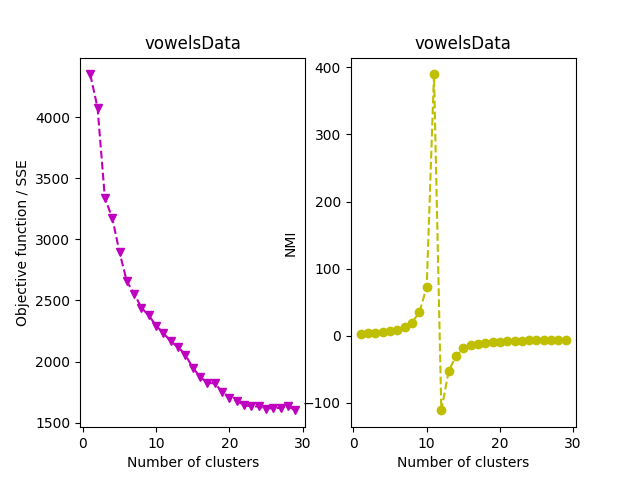 vowelsData
Objective function / SSE
4000
3500
3000
2500
2000
1500
0 10 20 30
Number of clusters
vowelsData
NMI
400
300
200
100
0
−100
0 10 20 30
Number of clusters